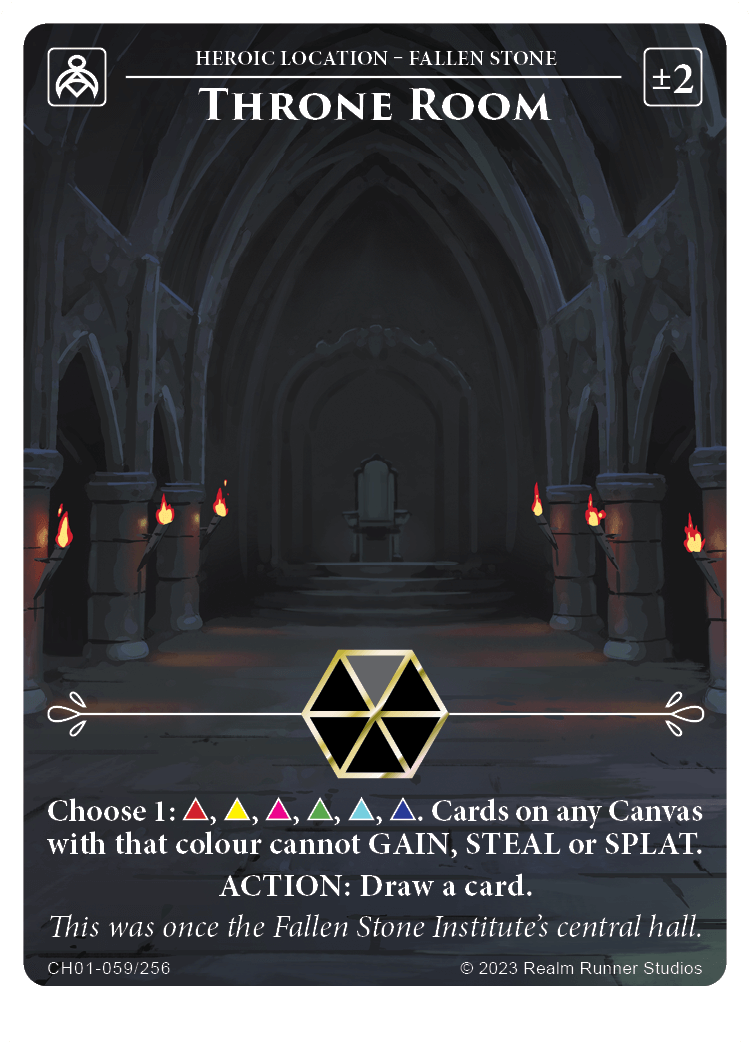 HEROIC LOCATION – FALLEN STONE
THRONE ROOM
±2
Choose 1: , , , , , . Cards on any Canvas
with that colour cannot GAIN, STEAL or SPLAT.
ACTION: Draw a card.
This was once the Fallen Stone Institute's central hall.
CH01-059/256
© 2023 Realm Runner Studios